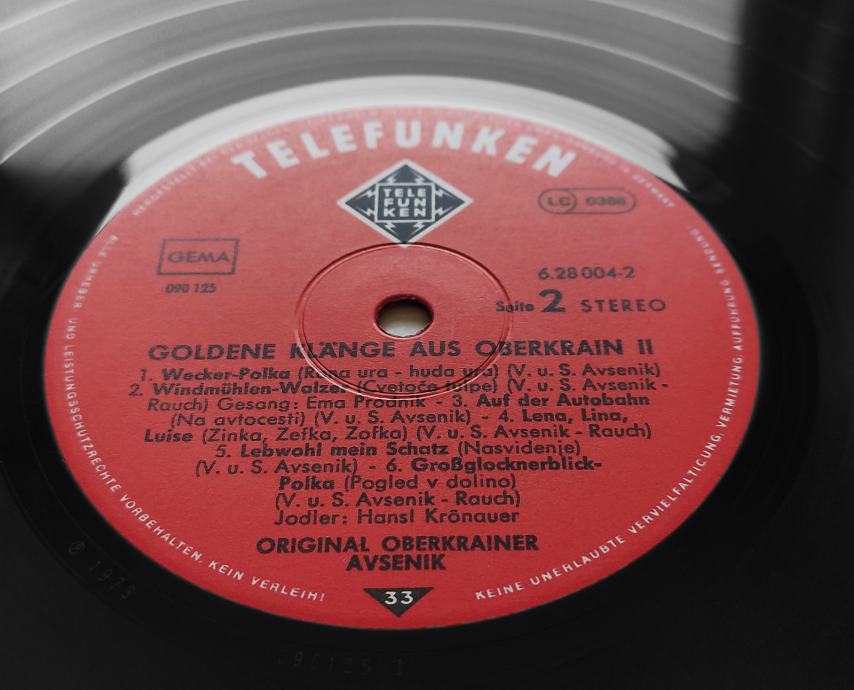 TELEFUNKEN
TELE
FUN
KEN
LC 0366
GEMA
090 125
6.28 004-2
Seite 2 STEREO
GOLDENE KLÄNGE AUS OBERKRAIN II
1. Wecker-Polka (Rana ura - huda ura) (V. u. S. Avsenik)
2. Windmühlen-Walzer (Cvetoče tulpe) (V. u. S. Avsenik -
Rauch) Gesang: Ema Prodnik - 3. Auf der Autobahn
(Na avtocesti) (V. u. S. Avsenik) - 4. Lena, Lina,
Luise (Zinka, Zefka, Zofka) (V. u. S. Avsenik - Rauch)
5. Lebwohl mein Schatz (Nasvidenje)
(V. u. S. Avsenik) - 6. Großglocknerblick-
Polka (Pogled v dolino)
(V. u. S. Avsenik - Rauch)
Jodler: Hansl Krönauer
ORIGINAL OBERKRAINER
AVSENIK
33
ALLE URHEBER- UND LEISTUNGSSCHUTZRECHTE VORBEHALTEN. KEIN VERLEIH!
KEINE UNERLAUBTE VERVIELFÄLTIGUNG, VERMIETUNG, AUFFÜHRUNG, SENDUNG
℗ 1973